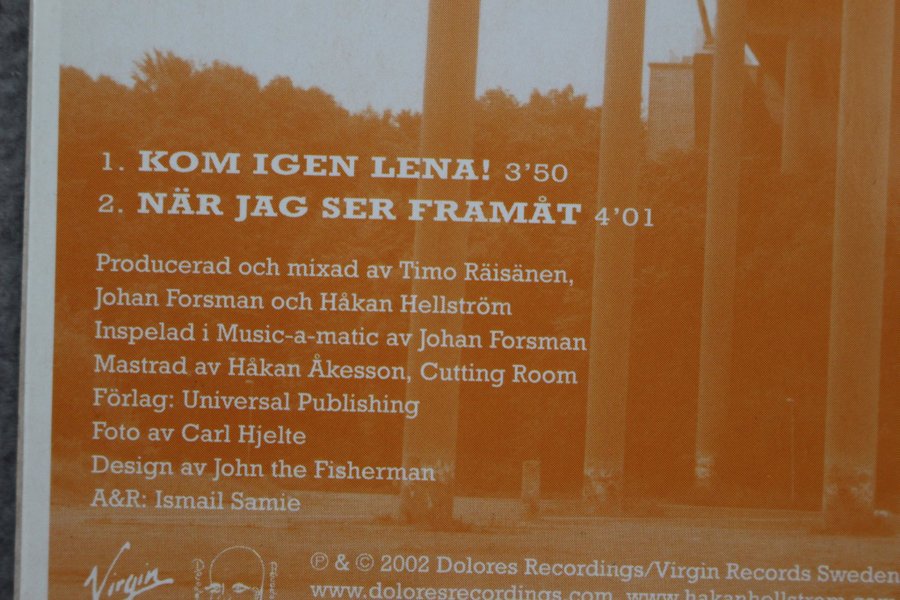 1. KOM IGEN LENA! 3’50
2. NÄR JAG SER FRAMÅT 4’01
Producerad och mixad av Timo Räisänen,
Johan Forsman och Håkan Hellström
Inspelad i Music-a-matic av Johan Forsman
Mastrad av Håkan Åkesson, Cutting Room
Förlag: Universal Publishing
Foto av Carl Hjelte
Design av John the Fisherman
A&R: Ismail Samie
Virgin
℗ & © 2002 Dolores Recordings/Virgin Records Sweden
www.doloresrecordings.com www.hakanhellstrom.com